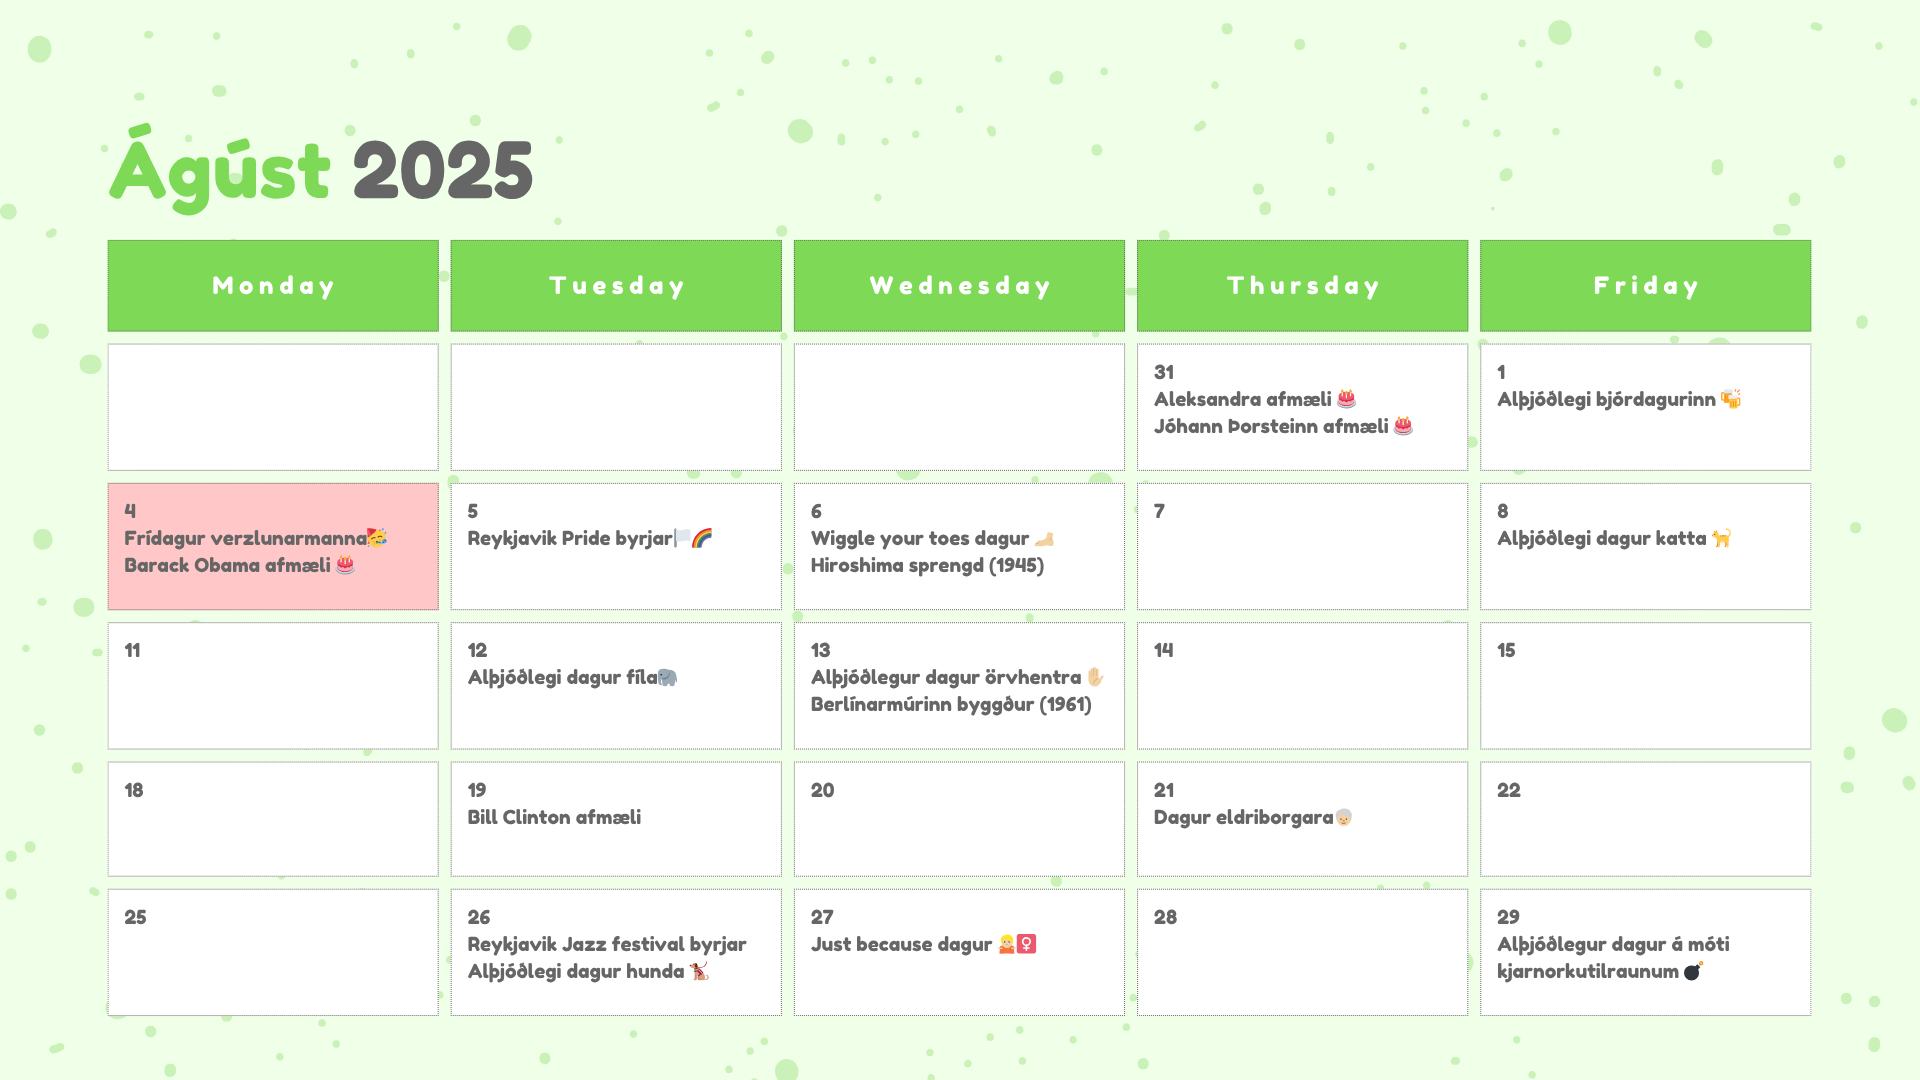 Ágúst 2025
Monday
Tuesday
Wednesday
Thursday
Friday
31
Aleksandra afmæli 🎂
Jóhann Þorsteinn afmæli 🎂
1
Alþjóðlegi bjórdagurinn 🍻
4
Frídagur verzlunarmanna🥳
Barack Obama afmæli 🎂
5
Reykjavik Pride byrjar🏳️🌈
6
Wiggle your toes dagur 🦶🏼
Hiroshima sprengd (1945)
7
8
Alþjóðlegi dagur katta 🐈
11
12
Alþjóðlegi dagur fíla🐘
13
Alþjóðlegur dagur örvhentra ✋🏼
Berlínarmúrinn byggður (1961)
14
15
18
19
Bill Clinton afmæli
20
21
Dagur eldriborgara🧓🏼
22
25
26
Reykjavik Jazz festival byrjar
Alþjóðlegi dagur hunda 🐕‍🦺
27
Just because dagur 🤷🏼♀️
28
29
Alþjóðlegur dagur á móti
kjarnorkutilraunum 💣